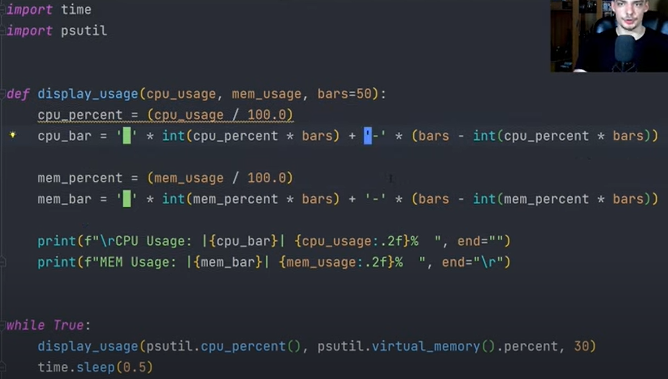 import time
import psutil
def display_usage(cpu_usage, mem_usage, bars=50):
cpu_percent = (cpu_usage / 100.0)
cpu_bar = '█' * int(cpu_percent * bars) + '-' * (bars - int(cpu_percent * bars))
mem_percent = (mem_usage / 100.0)
mem_bar = '█' * int(mem_percent * bars) + '-' * (bars - int(mem_percent * bars))
print(f"\rCPU Usage: |{cpu_bar}| {cpu_usage:.2f}%  ", end="")
print(f"MEM Usage: |{mem_bar}| {mem_usage:.2f}%  ", end="\r")
while True:
display_usage(psutil.cpu_percent(), psutil.virtual_memory().percent, 30)
time.sleep(0.5)